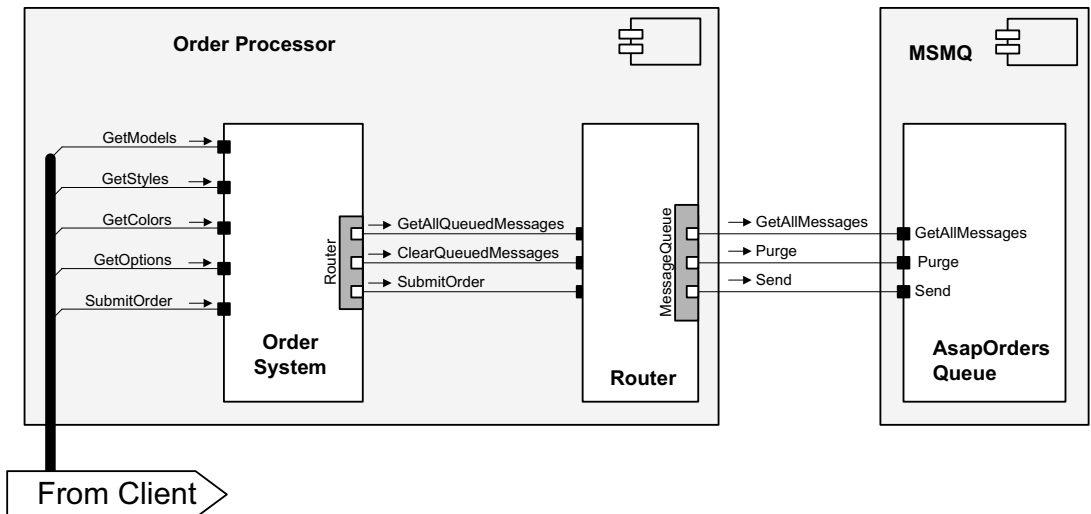 Order Processor
MSMQ
GetModels
GetStyles
GetColors
GetOptions
SubmitOrder
Order
System
Router
GetAllQueuedMessages
ClearQueuedMessages
SubmitOrder
Router
MessageQueue
GetAllMessages
Purge
Send
GetAllMessages
Purge
Send
AsapOrders
Queue
From Client